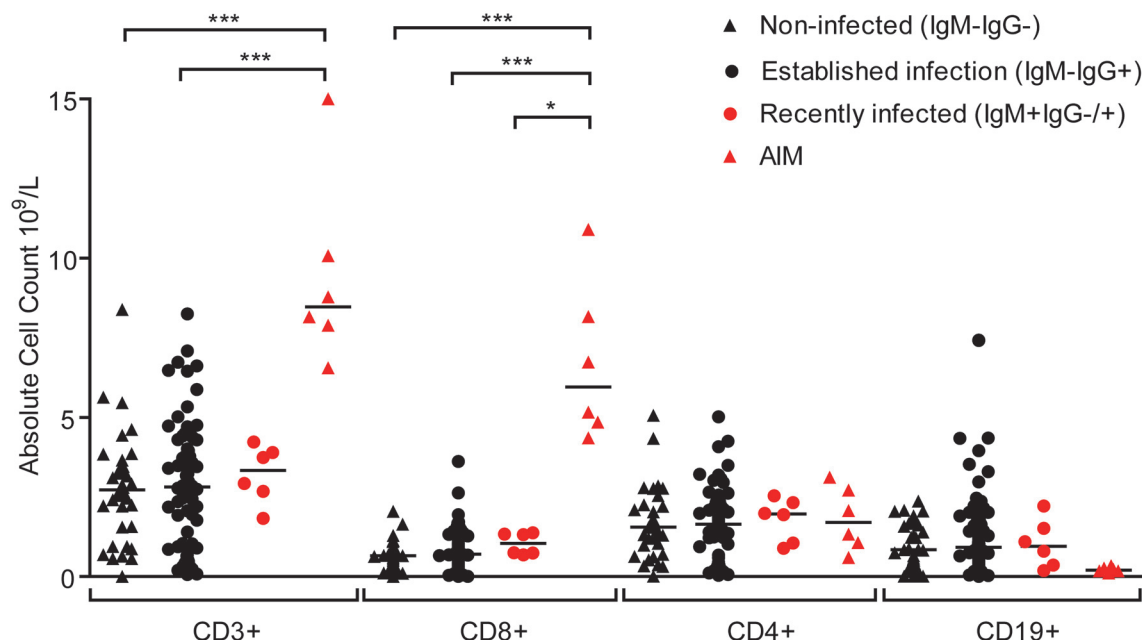 ***
***
***
***
*
Non-infected (IgM-IgG-)
Established infection (IgM-IgG+)
Recently infected (IgM+IgG-/+)
AIM
Absolute Cell Count 10⁹/L
15
10
5
0
CD3+
CD8+
CD4+
CD19+